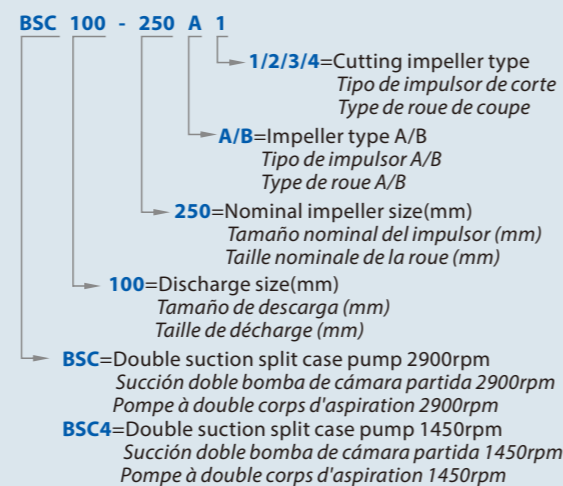 BSC 100 - 250 A 1
1/2/3/4=Cutting impeller type
Tipo de impulsor de corte
Type de roue de coupe
A/B=Impeller type A/B
Tipo de impulsor A/B
Type de roue A/B
250=Nominal impeller size(mm)
Tamaño nominal del impulsor (mm)
Taille nominale de la roue (mm)
100=Discharge size(mm)
Tamaño de descarga (mm)
Taille de décharge (mm)
BSC=Double suction split case pump 2900rpm
Succión doble bomba de cámara partida 2900rpm
Pompe à double corps d'aspiration 2900rpm
BSC4=Double suction split case pump 1450rpm
Succión doble bomba de cámara partida 1450rpm
Pompe à double corps d'aspiration 1450rpm